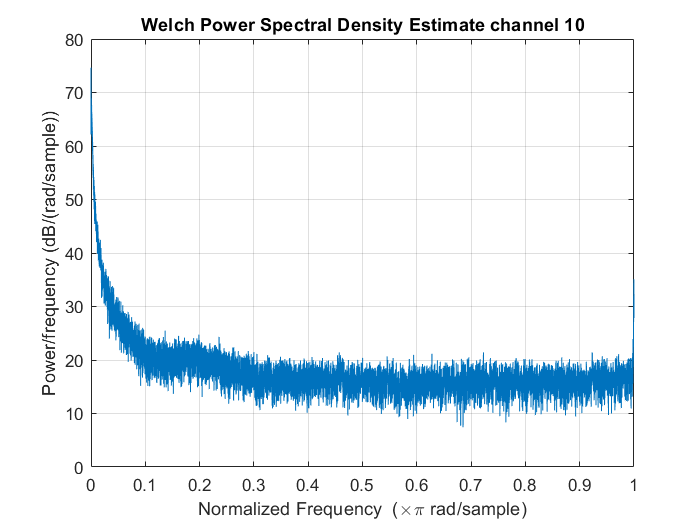 Welch Power Spectral Density Estimate channel 10
Power/frequency (dB/(rad/sample))
80
70
60
50
40
30
20
10
0
0 0.1 0.2 0.3 0.4 0.5 0.6 0.7 0.8 0.9 1
Normalized Frequency (×π rad/sample)